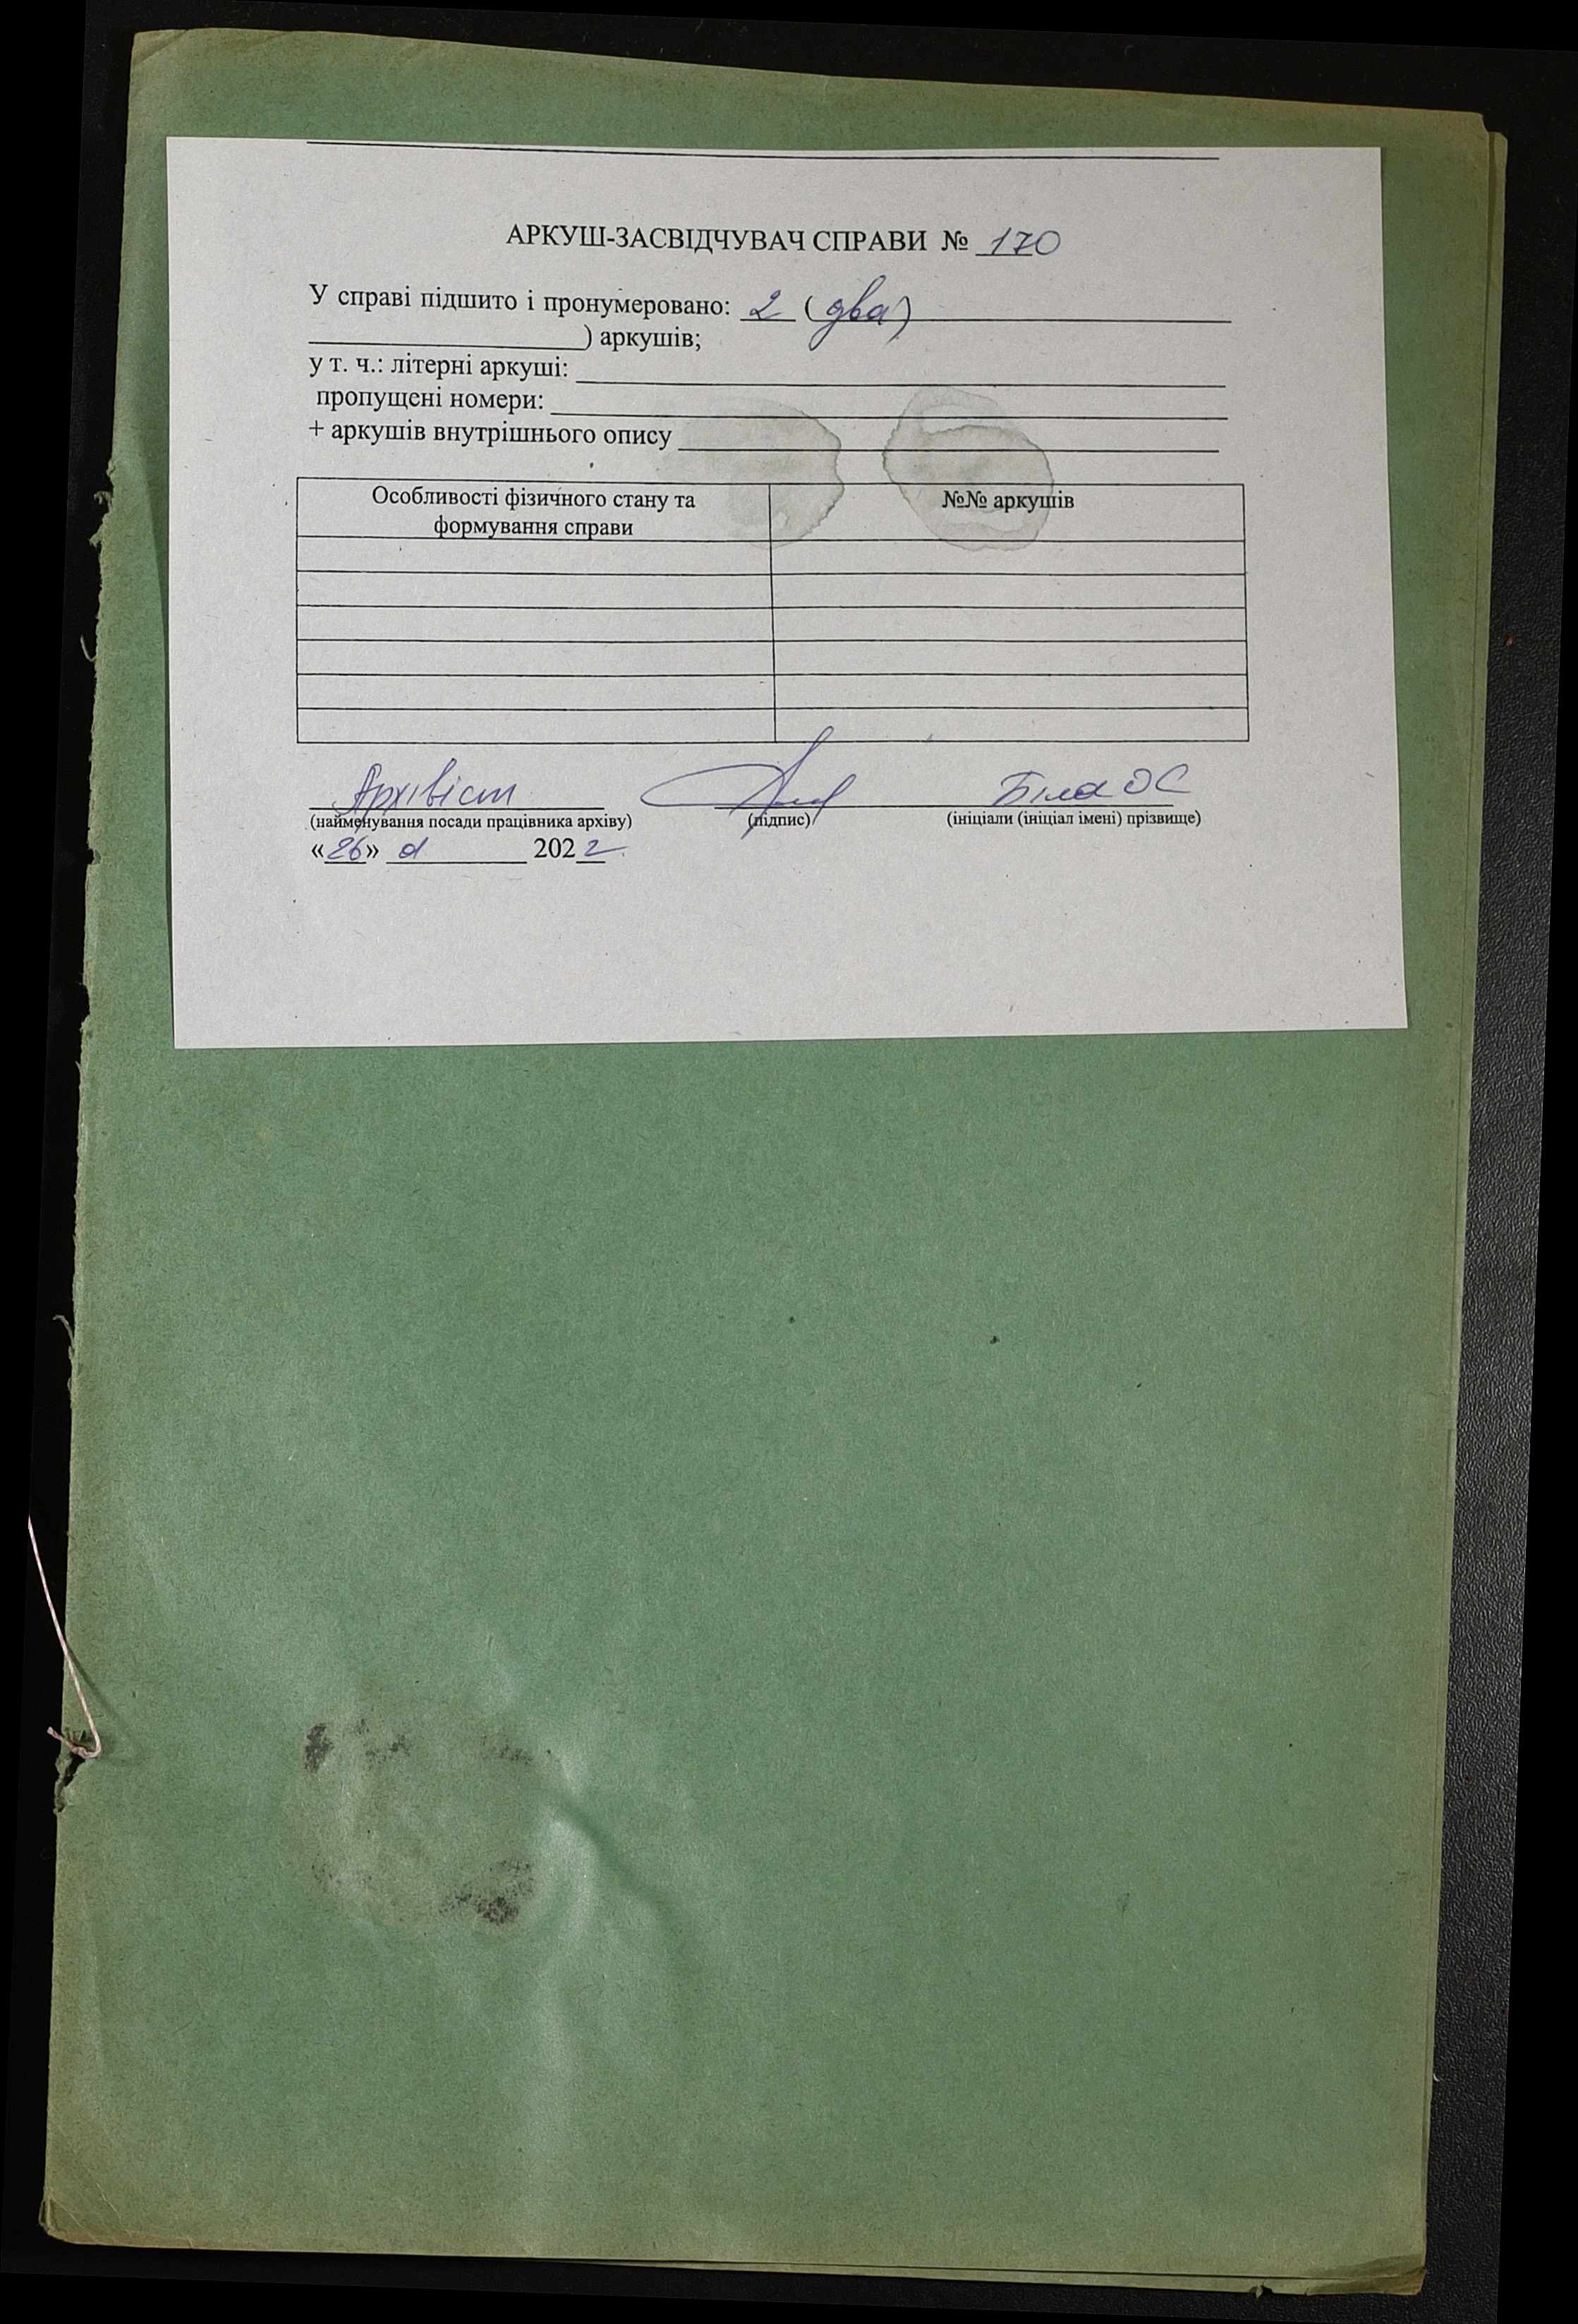 АРКУШ-ЗАСВІДЧУВАЧ СПРАВИ № 170
У справі підшито і пронумеровано: 2 (два)
) аркушів;
у т. ч.: літерні аркуші:
пропущені номери:
+ аркушів внутрішнього опису
Особливості фізичного стану та формування справи
№№ аркушів
Архівіст Біла ОС
(найменування посади працівника архіву) (підпис) (ініціали (ініціал імені) прізвище)
«26» 2022